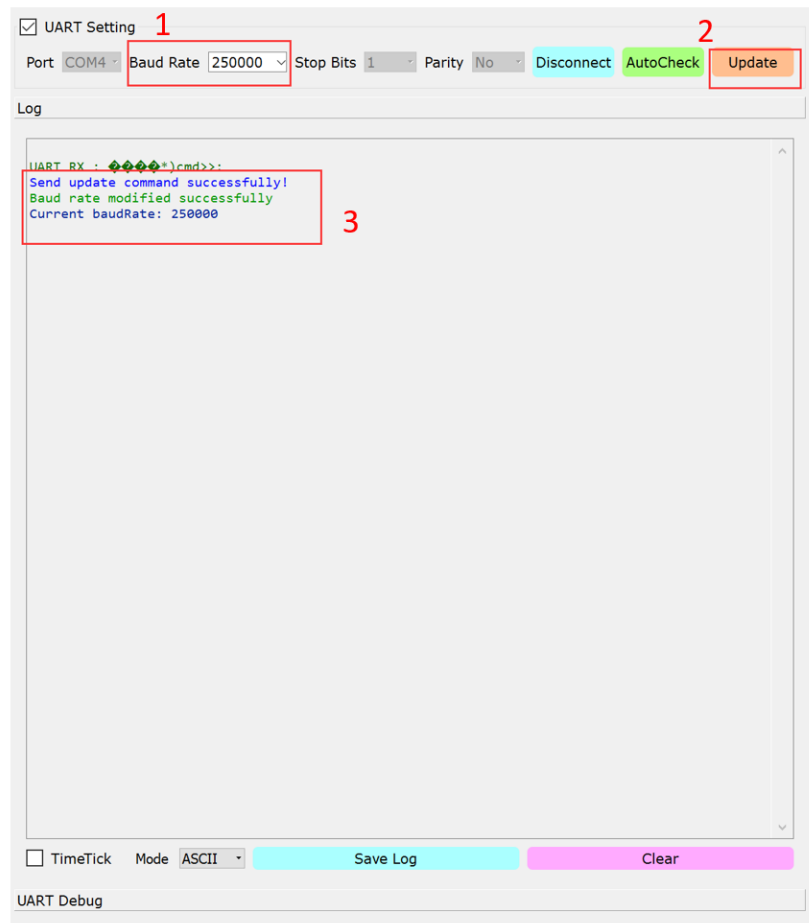 UART Setting 1 2
Port COM4 Baud Rate 250000 Stop Bits 1 Parity No Disconnect AutoCheck Update
Log
UART RX : ����*)cmd>>:
Send update command successfully!
Baud rate modified successfully
Current baudRate: 250000
3
TimeTick Mode ASCII Save Log Clear
UART Debug